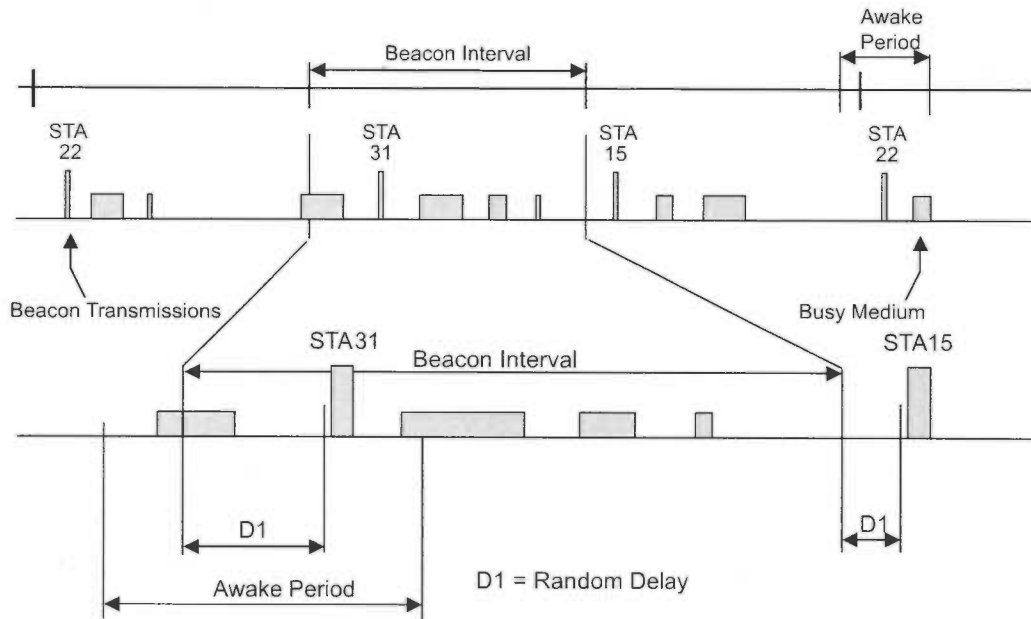 Awake
Period
Beacon Interval
STA
22
STA
31
STA
15
STA
22
Beacon Transmissions
Busy Medium
STA31
Beacon Interval
STA15
D1
D1
Awake Period
D1 = Random Delay